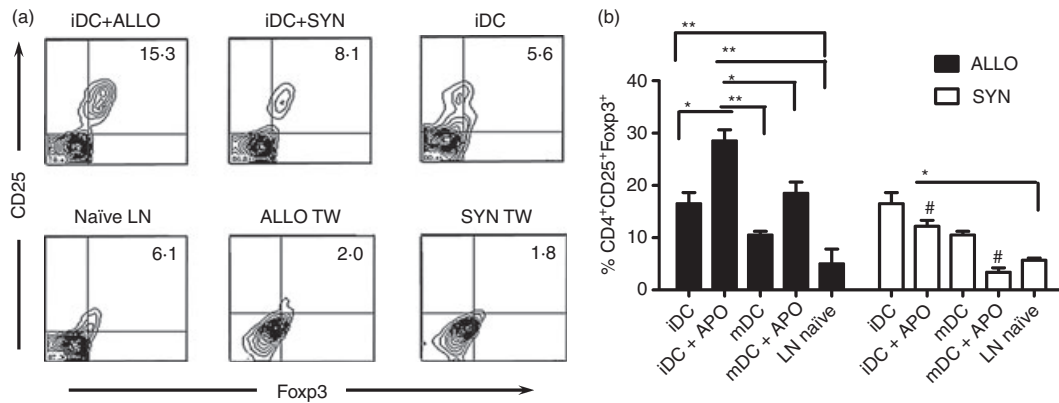 (a)
iDC+ALLO
iDC+SYN
iDC
15·3
8·1
5·6
Naïve LN
ALLO TW
SYN TW
6·1
2·0
1·8
CD25
Foxp3
(b)
** 
**
*
*
**
*
#
#
ALLO
SYN
40
30
20
10
0
% CD4+CD25+Foxp3+
iDC
iDC + APO
mDC
mDC + APO
LN naïve
iDC
iDC + APO
mDC
mDC + APO
LN naïve